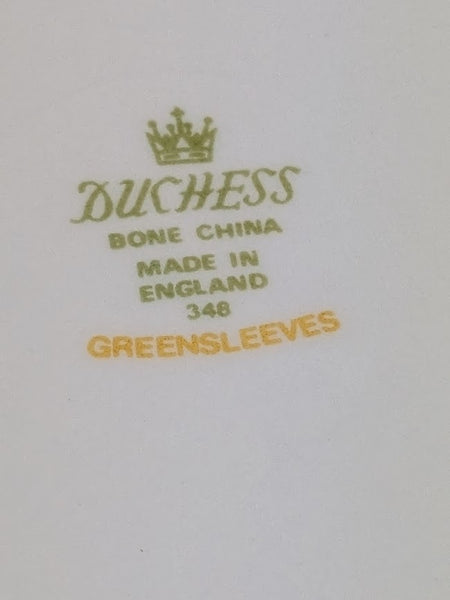 DUCHESS
BONE CHINA
MADE IN
ENGLAND
348
GREENSLEEVES